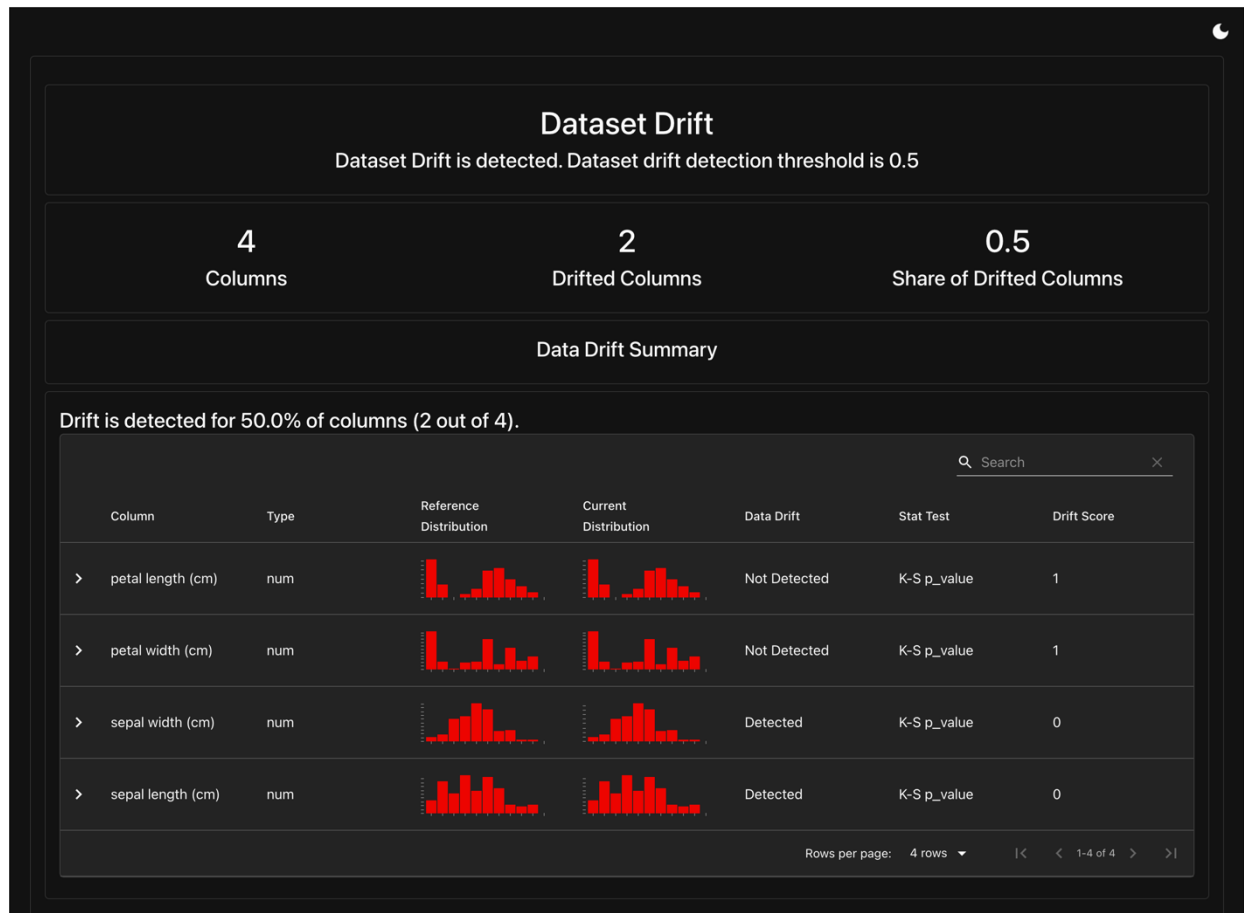 Dataset Drift
Dataset Drift is detected. Dataset drift detection threshold is 0.5
4
Columns
2
Drifted Columns
0.5
Share of Drifted Columns
Data Drift Summary
Drift is detected for 50.0% of columns (2 out of 4).
Search
Column Type Reference Distribution Current Distribution Data Drift Stat Test Drift Score
petal length (cm) num Not Detected K-S p_value 1
petal width (cm) num Not Detected K-S p_value 1
sepal width (cm) num Detected K-S p_value 0
sepal length (cm) num Detected K-S p_value 0
Rows per page: 4 rows 1-4 of 4